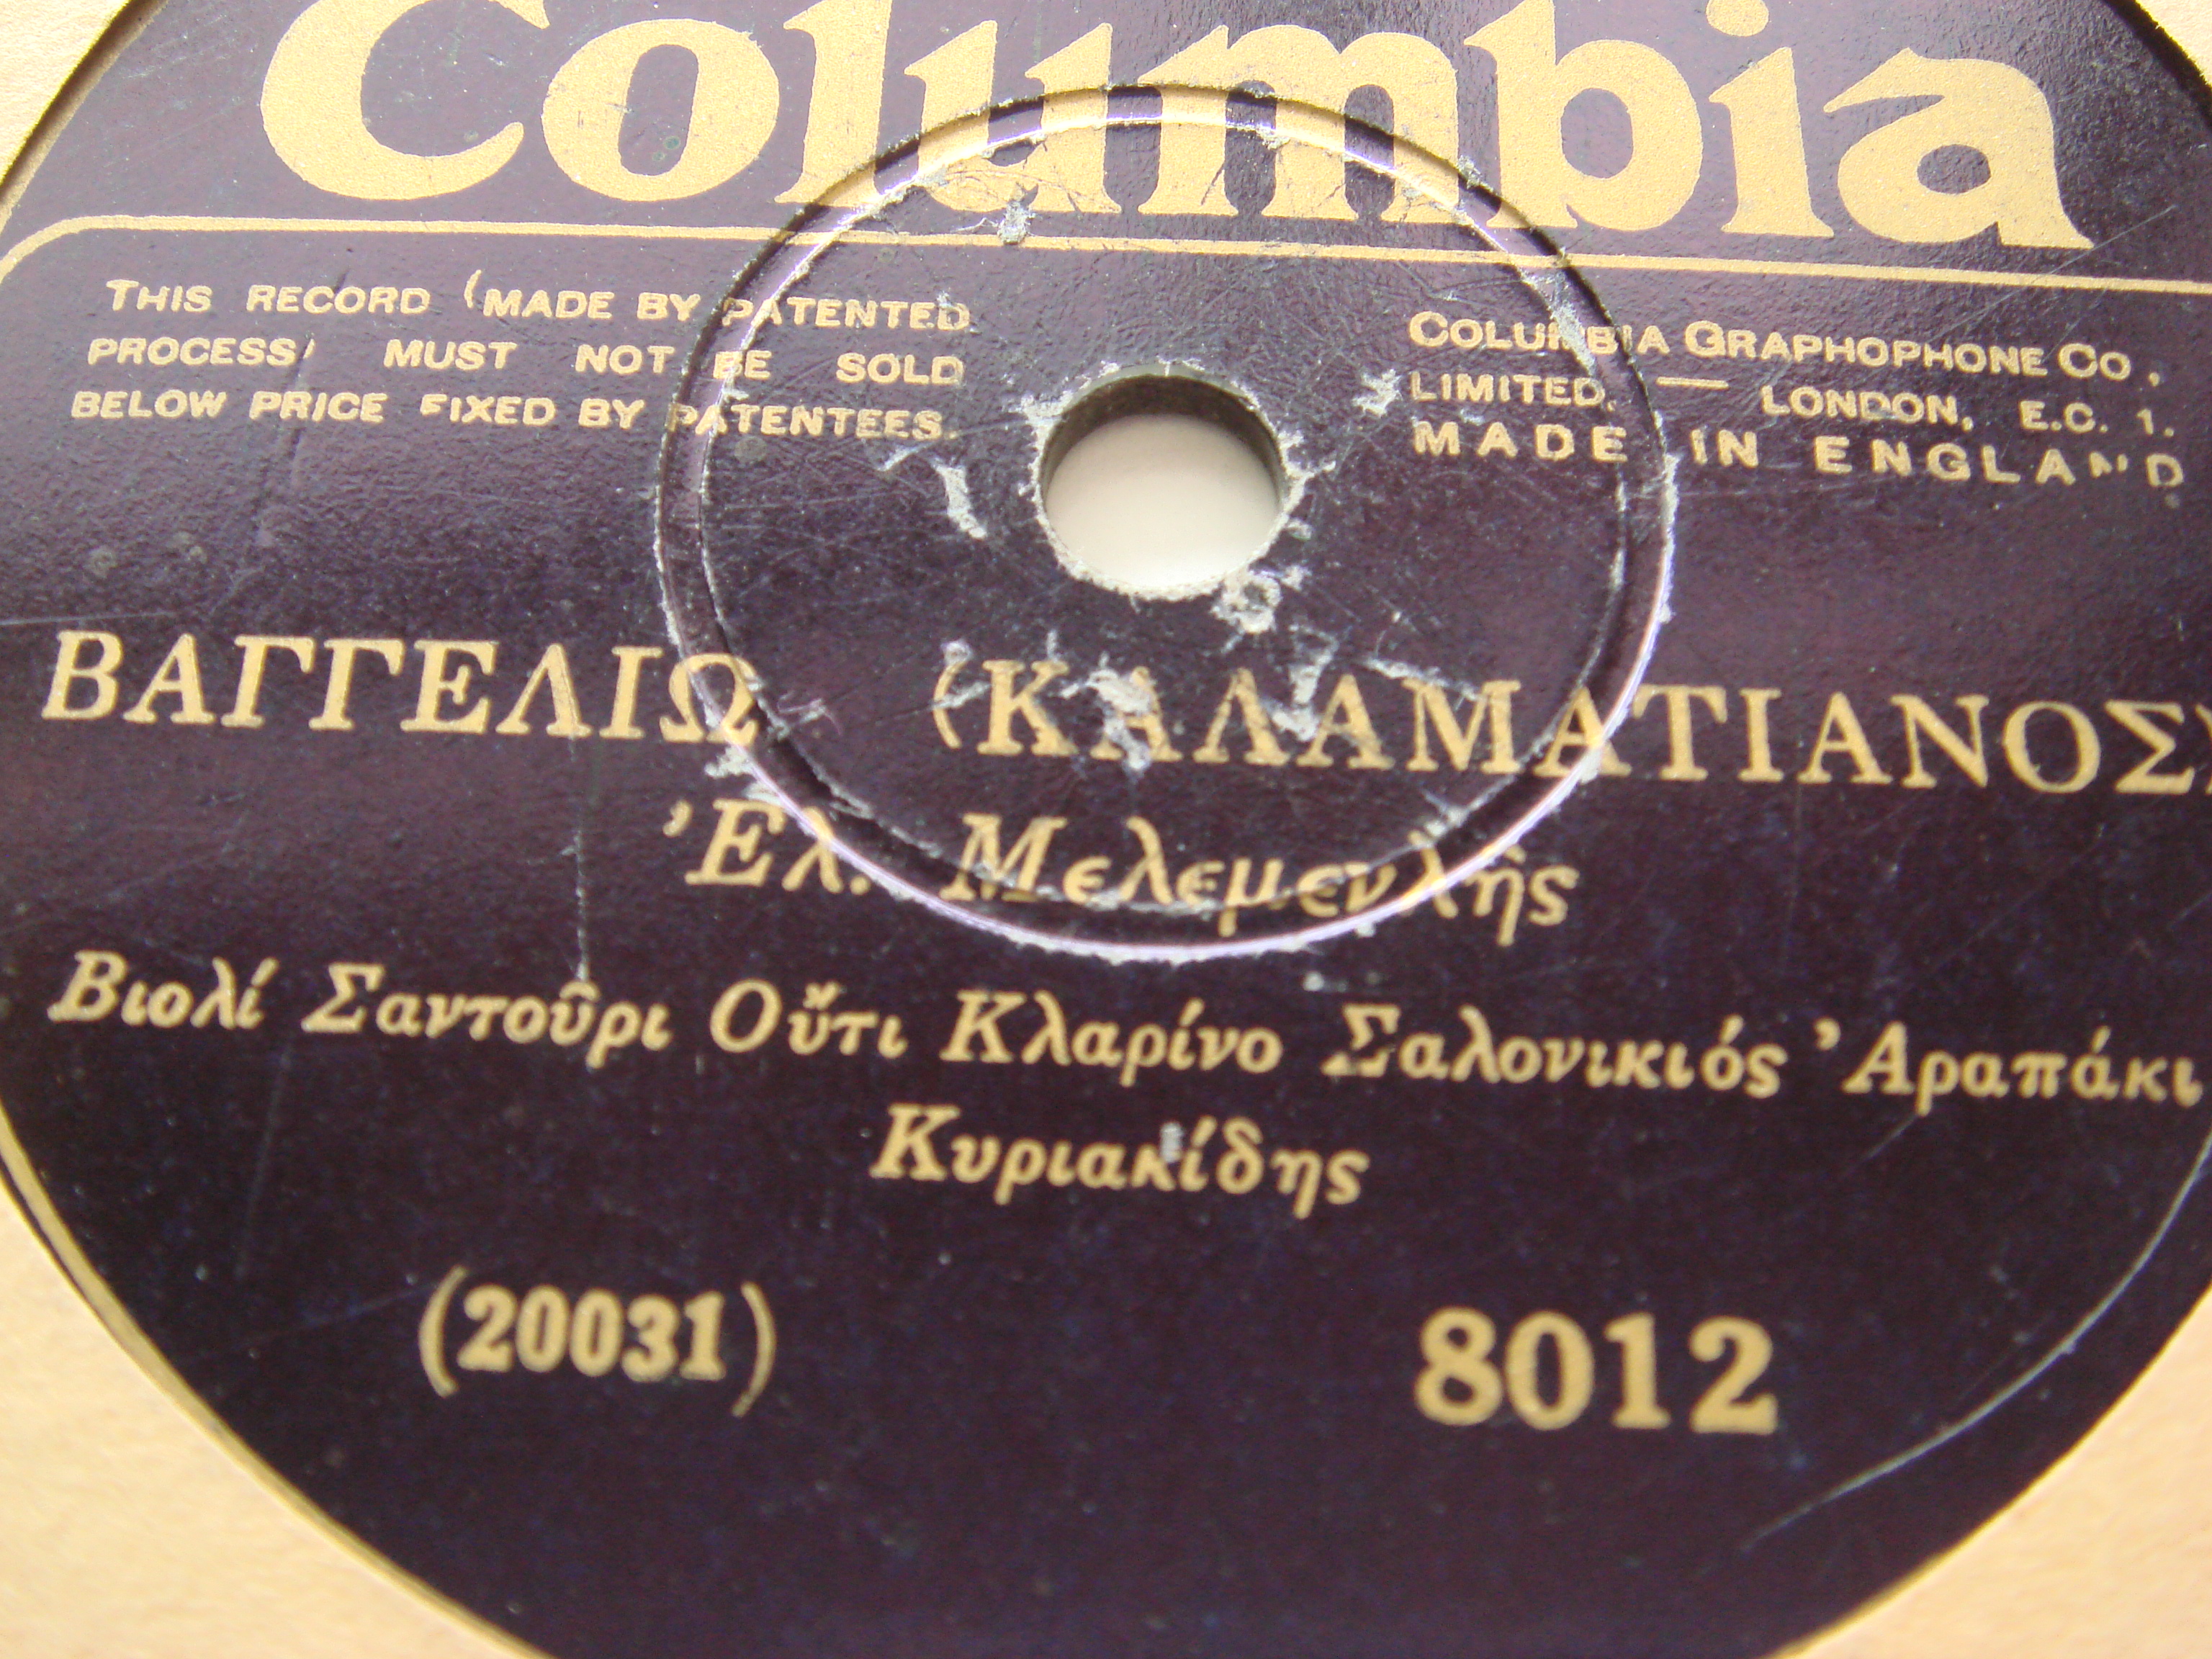 Columbia
THIS RECORD (MADE BY PATENTED
PROCESS) MUST NOT BE SOLD
BELOW PRICE FIXED BY PATENTEES.
COLUMBIA GRAPHOPHONE CO.,
LIMITED. — LONDON, E.C. 1.
MADE IN ENGLAND
ΒΑΓΓΕΛΙΩ (ΚΑΛΑΜΑΤΙΑΝΟΣ)
Ἐλ. Μελεμενλῆς
Βιολί Σαντοῦρι Οὔτι Κλαρίνο Σαλονικιός Ἀραπάκι
Κυριακίδης
(20031) 8012